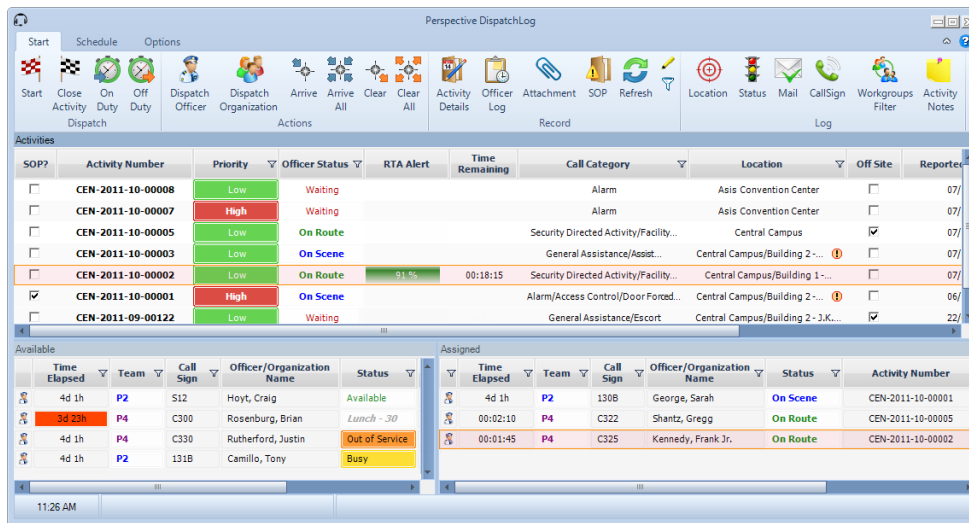 Perspective DispatchLog
Start Schedule Options
Start Close Activity On Duty Off Duty Dispatch Officer Dispatch Organization Arrive Arrive All Clear Clear All Activity Details Officer Log Attachment SOP Refresh Location Status Mail CallSign Workgroups Filter Activity Notes
Dispatch Actions Record Log
Activities
SOP? Activity Number Priority Officer Status RTA Alert Time Remaining Call Category Location Off Site Reported
CEN-2011-10-00008 Low Waiting Alarm Asis Convention Center 07/
CEN-2011-10-00007 High Waiting Alarm Asis Convention Center 07/
CEN-2011-10-00005 Low On Route Security Directed Activity/Facility... Central Campus 07/
CEN-2011-10-00003 Low On Scene General Assistance/Assist... Central Campus/Building 2 -... 07/
CEN-2011-10-00002 Low On Route 91 % 00:18:15 Security Directed Activity/Facility... Central Campus/Building 1 -... 07/
CEN-2011-10-00001 High On Scene Alarm/Access Control/Door Forced... Central Campus/Building 2 -... 06/
CEN-2011-09-00122 Low Waiting General Assistance/Escort Central Campus/Building 2 - J.K.... 22/
Available
Time Elapsed Team Call Sign Officer/Organization Name Status
4d 1h P2 S12 Hoyt, Craig Available
3d 23h P4 C300 Rosenburg, Brian Lunch - 30
4d 1h P4 C330 Rutherford, Justin Out of Service
4d 1h P2 131B Camillo, Tony Busy
Assigned
Time Elapsed Team Call Sign Officer/Organization Name Status Activity Number
4d 1h P2 130B George, Sarah On Scene CEN-2011-10-00001
00:02:10 P4 C322 Shantz, Gregg On Route CEN-2011-10-00005
00:01:45 P4 C325 Kennedy, Frank Jr. On Route CEN-2011-10-00002
11:26 AM